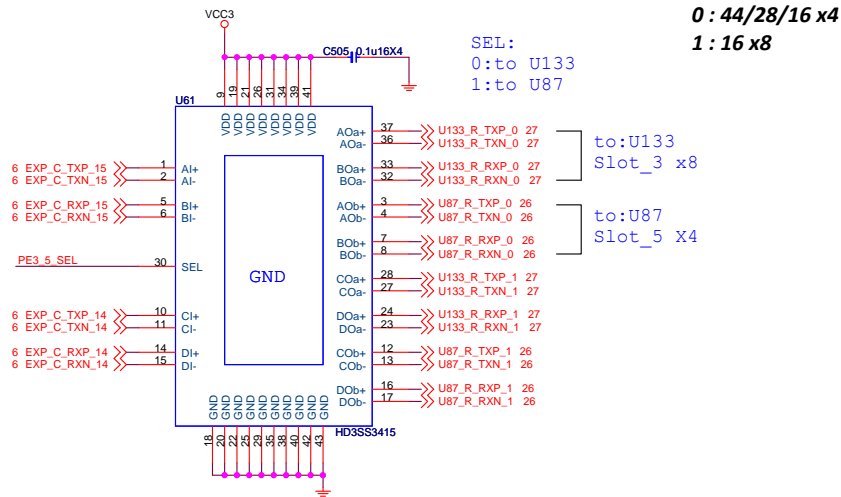 0 : 44/28/16 x4
1 : 16 x8
VCC3
C505 0.1u16X4
SEL:
0:to U133
1:to U87
U61
9 19 21 26 31 34 39 41
VDD VDD VDD VDD VDD VDD VDD VDD
6 EXP_C_TXP_15 1 AI+
6 EXP_C_TXN_15 2 AI-
6 EXP_C_RXP_15 5 BI+
6 EXP_C_RXN_15 6 BI-
PE3_5_SEL 30 SEL
6 EXP_C_TXP_14 10 CI+
6 EXP_C_TXN_14 11 CI-
6 EXP_C_RXP_14 14 DI+
6 EXP_C_RXN_14 15 DI-
GND
AOa+ 37 U133_R_TXP_0 27
AOa- 36 U133_R_TXN_0 27
BOa+ 33 U133_R_RXP_0 27
BOa- 32 U133_R_RXN_0 27
AOb+ 3 U87_R_TXP_0 26
AOb- 4 U87_R_TXN_0 26
BOb+ 7 U87_R_RXP_0 26
BOb- 8 U87_R_RXN_0 26
COa+ 28 U133_R_TXP_1 27
COa- 27 U133_R_TXN_1 27
DOa+ 24 U133_R_RXP_1 27
DOa- 23 U133_R_RXN_1 27
COb+ 12 U87_R_TXP_1 26
COb- 13 U87_R_TXN_1 26
DOb+ 16 U87_R_RXP_1 26
DOb- 17 U87_R_RXN_1 26
to:U133
Slot_3 x8
to:U87
Slot_5 X4
GND GND GND GND GND GND GND GND GND GND
18 20 22 25 29 35 38 40 42 43
HD3SS3415